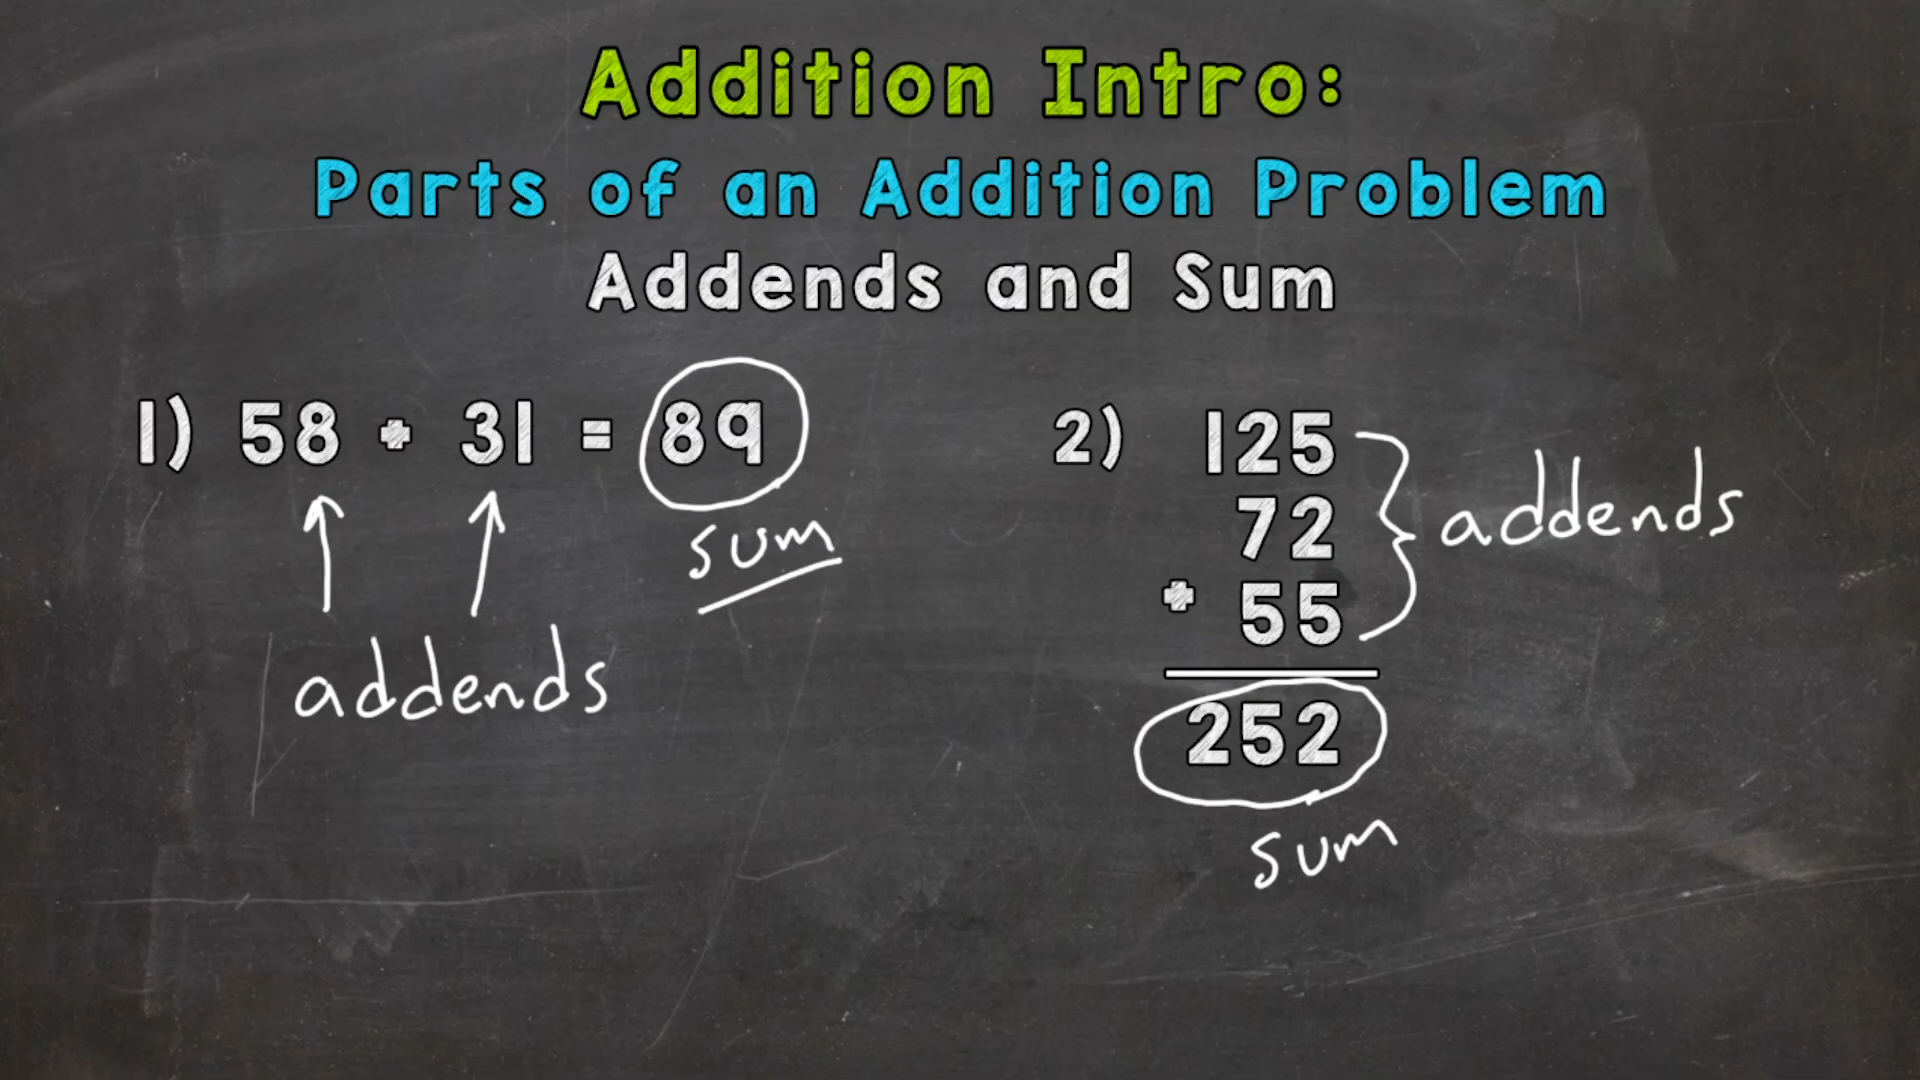 Addition Intro:
Parts of an Addition Problem
Addends and Sum
1) 58 + 31 = 89
sum
addends
2) 125
72
+ 55
252
addends
sum